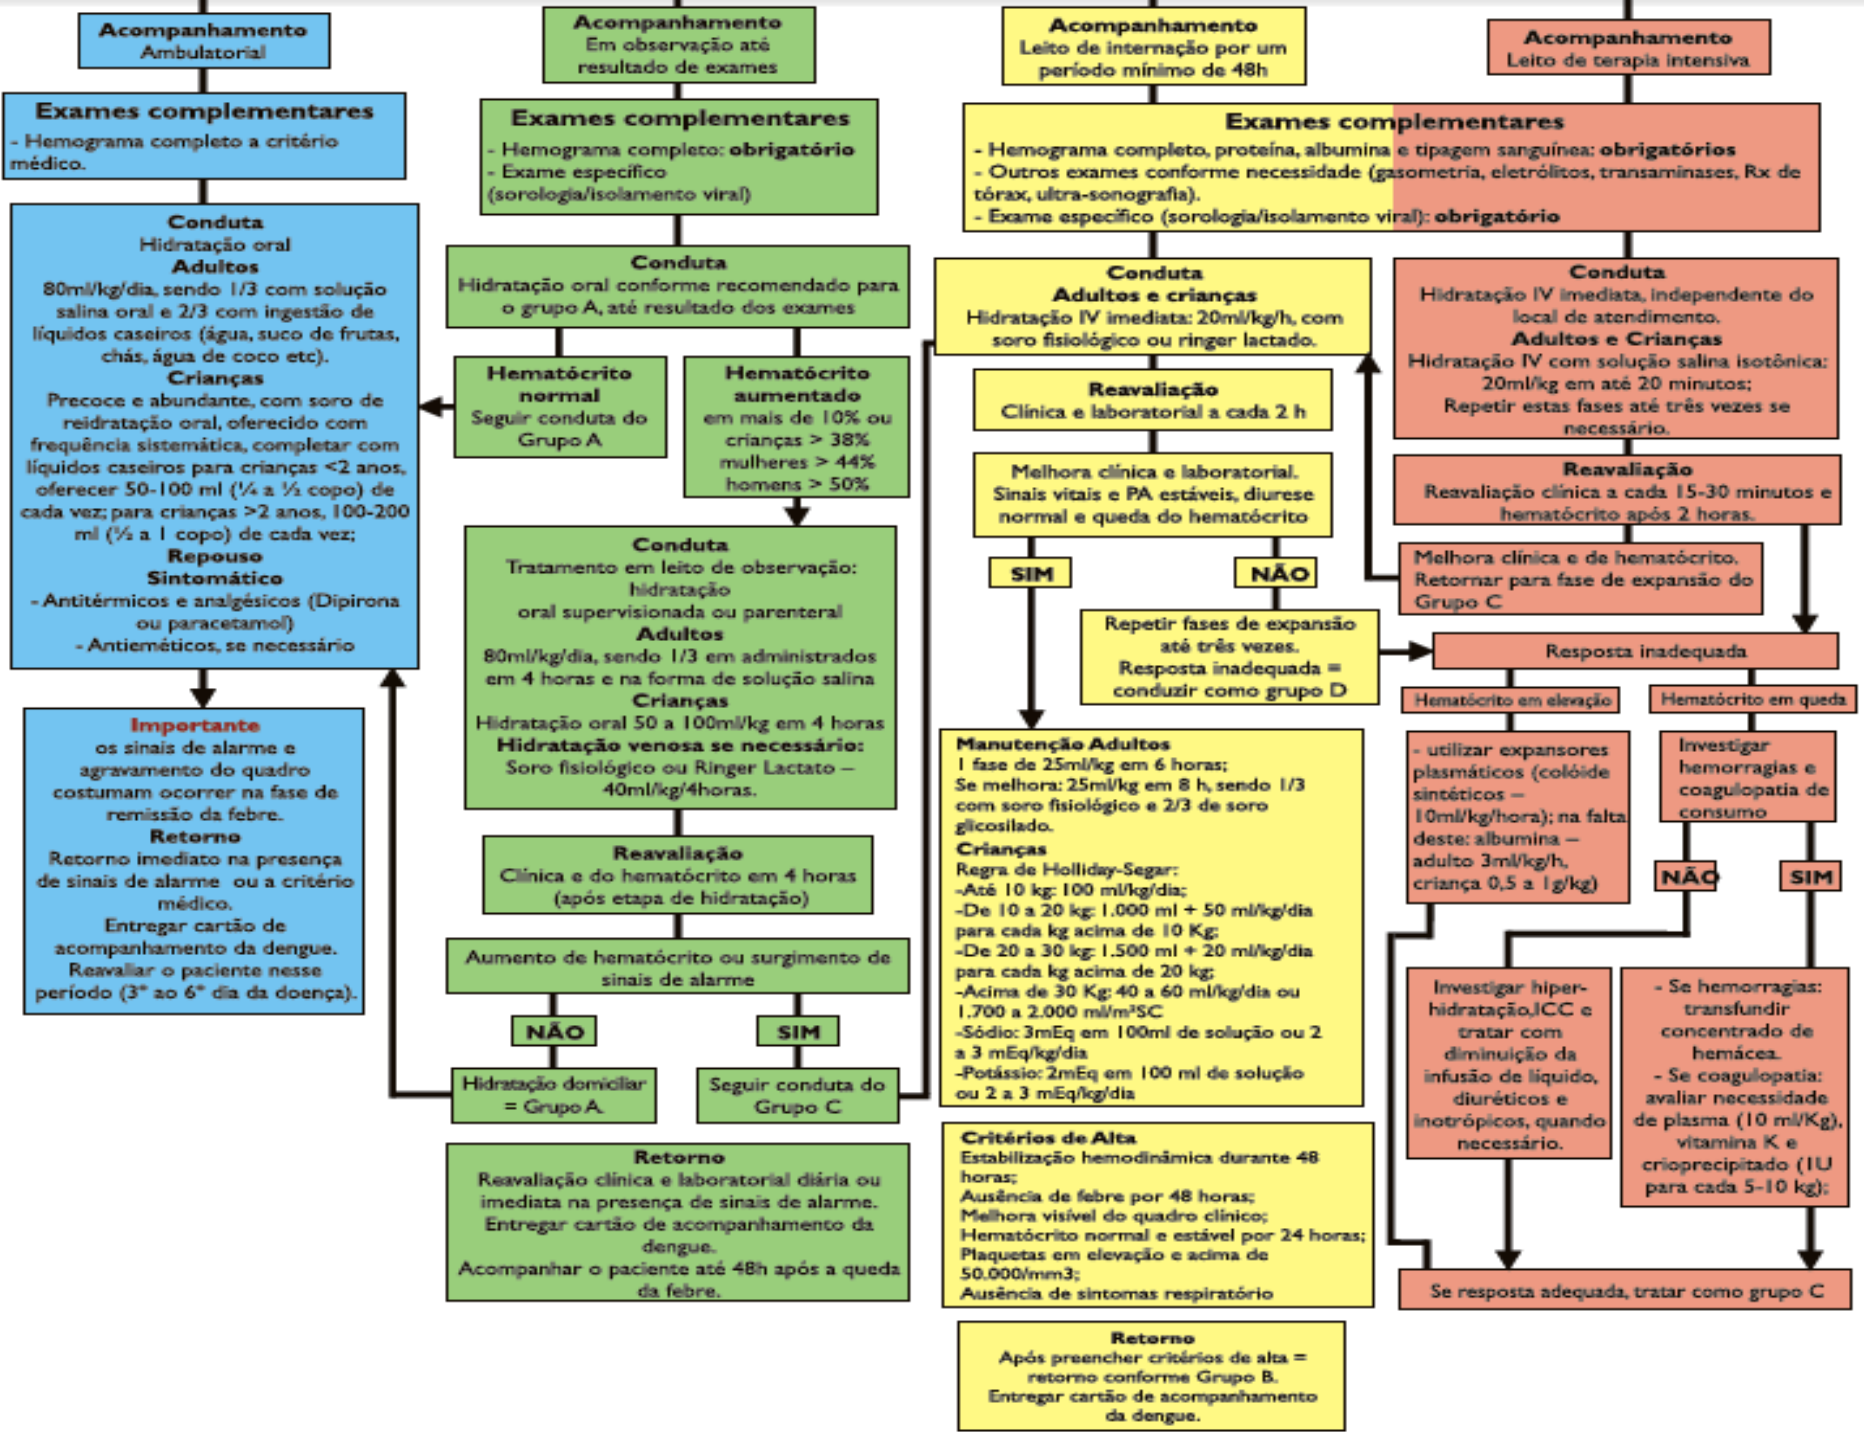 Acompanhamento
Ambulatorial
Exames complementares
- Hemograma completo a critério
médico.
Conduta
Hidratação oral
Adultos
80ml/kg/dia, sendo 1/3 com solução
salina oral e 2/3 com ingestão de
líquidos caseiros (água, suco de frutas,
chás, água de coco etc).
Crianças
Precoce e abundante, com soro de
reidratação oral, oferecido com
frequência sistemática, completar com
líquidos caseiros para crianças <2 anos,
oferecer 50-100 ml (¼ a ½ copo) de
cada vez; para crianças >2 anos, 100-200
ml (½ a 1 copo) de cada vez;
Repouso
Sintomático
- Antitérmicos e analgésicos (Dipirona
ou paracetamol)
- Antieméticos, se necessário
Importante
os sinais de alarme e
agravamento do quadro
costumam ocorrer na fase de
remissão da febre.
Retorno
Retorno imediato na presença
de sinais de alarme ou a critério
médico.
Entregar cartão de
acompanhamento da dengue.
Reavaliar o paciente nesse
período (3º ao 6º dia da doença).
Acompanhamento
Em observação até
resultado de exames
Exames complementares
- Hemograma completo: obrigatório
- Exame específico
(sorologia/isolamento viral)
Conduta
Hidratação oral conforme recomendado para
o grupo A, até resultado dos exames
Hematócrito
normal
Seguir conduta do
Grupo A
Hematócrito
aumentado
em mais de 10% ou
crianças > 38%
mulheres > 44%
homens > 50%
Conduta
Tratamento em leito de observação:
hidratação
oral supervisionada ou parenteral
Adultos
80ml/kg/dia, sendo 1/3 em administrados
em 4 horas e na forma de solução salina
Crianças
Hidratação oral 50 a 100ml/kg em 4 horas
Hidratação venosa se necessário:
Soro fisiológico ou Ringer Lactato –
40ml/kg/4horas.
Reavaliação
Clínica e do hematócrito em 4 horas
(após etapa de hidratação)
Aumento de hematócrito ou surgimento de
sinais de alarme
NÃO
SIM
Hidratação domiciliar
= Grupo A.
Seguir conduta do
Grupo C
Retorno
Reavaliação clínica e laboratorial diária ou
imediata na presença de sinais de alarme.
Entregar cartão de acompanhamento da
dengue.
Acompanhar o paciente até 48h após a queda
da febre.
Acompanhamento
Leito de internação por um
período mínimo de 48h
Acompanhamento
Leito de terapia intensiva
Exames complementares
- Hemograma completo, proteína, albumina e tipagem sanguínea: obrigatórios
- Outros exames conforme necessidade (gasometria, eletrólitos, transaminases, Rx de
tórax, ultra-sonografia).
- Exame específico (sorologia/isolamento viral): obrigatório
Conduta
Adultos e crianças
Hidratação IV imediata: 20ml/kg/h, com
soro fisiológico ou ringer lactado.
Reavaliação
Clínica e laboratorial a cada 2 h
Melhora clínica e laboratorial.
Sinais vitais e PA estáveis, diurese
normal e queda do hematócrito
SIM
NÃO
Repetir fases de expansão
até três vezes.
Resposta inadequada =
conduzir como grupo D
Manutenção Adultos
1 fase de 25ml/kg em 6 horas;
Se melhora: 25ml/kg em 8 h, sendo 1/3
com soro fisiológico e 2/3 de soro
glicosilado.
Crianças
Regra de Holliday-Segar:
-Até 10 kg: 100 ml/kg/dia;
-De 10 a 20 kg: 1.000 ml + 50 ml/kg/dia
para cada kg acima de 10 Kg;
-De 20 a 30 kg: 1.500 ml + 20 ml/kg/dia
para cada kg acima de 20 kg;
-Acima de 30 Kg: 40 a 60 ml/kg/dia ou
1.700 a 2.000 ml/m²SC
-Sódio: 3mEq em 100ml de solução ou 2
a 3 mEq/kg/dia
-Potássio: 2mEq em 100 ml de solução
ou 2 a 3 mEq/kg/dia
Critérios de Alta
Estabilização hemodinâmica durante 48
horas;
Ausência de febre por 48 horas;
Melhora visível do quadro clínico;
Hematócrito normal e estável por 24 horas;
Plaquetas em elevação e acima de
50.000/mm3;
Ausência de sintomas respiratório
Retorno
Após preencher critérios de alta =
retorno conforme Grupo B.
Entregar cartão de acompanhamento
da dengue.
Conduta
Hidratação IV imediata, independente do
local de atendimento.
Adultos e Crianças
Hidratação IV com solução salina isotônica:
20ml/kg em até 20 minutos;
Repetir estas fases até três vezes se
necessário.
Reavaliação
Reavaliação clínica a cada 15-30 minutos e
hematócrito após 2 horas.
Melhora clínica e de hematócrito.
Retornar para fase de expansão do
Grupo C
Resposta inadequada
Hematócrito em elevação
Hematócrito em queda
- utilizar expansores
plasmáticos (colóide
sintéticos –
10ml/kg/hora); na falta
deste: albumina –
adulto 3ml/kg/h,
criança 0,5 a 1g/kg)
Investigar
hemorragias e
coagulopatia de
consumo
NÃO
SIM
Investigar hiper-
hidratação,ICC e
tratar com
diminuição da
infusão de líquido,
diuréticos e
inotrópicos, quando
necessário.
- Se hemorragias:
transfundir
concentrado de
hemácea.
- Se coagulopatia:
avaliar necessidade
de plasma (10 ml/Kg),
vitamina K e
crioprecipitado (1U
para cada 5-10 kg);
Se resposta adequada, tratar como grupo C